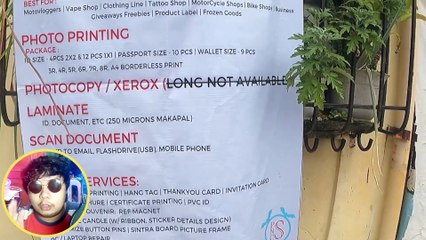 BEST FOR:
Motovloggers | Vape Shop | Clothing Line | Tattoo Shop | MotorCycle Shops | Bike Shops | Business
Giveaways Freebies | Product Label | Frozen Goods
PHOTO PRINTING
PACKAGE:
ID SIZE - 4PCS 2X2 & 12 PCS 1X1 | PASSPORT SIZE - 10 PCS | WALLET SIZE - 9 PCS
3R, 4R, 5R, 6R, 7R, 8R, A4 BORDERLESS PRINT
PHOTOCOPY / XEROX (LONG NOT AVAILABLE)
LAMINATE
ID, DOCUMENT, ETC (250 MICRONS MAKAPAL)
SCAN DOCUMENT
TO EMAIL, FLASHDRIVE(USB), MOBILE PHONE
SERVICES:
PRINTING | HANG TAG | THANKYOU CARD | INVITATION CARD
CERTIFICATE PRINTING | PVC ID
SOUVENIR, REF MAGNET
CANDLE (W/ RIBBON, STICKER DETAILS DESIGN)
BUTTON PINS | SINTRA BOARD PICTURE FRAME
PC / LAPTOP REPAIR